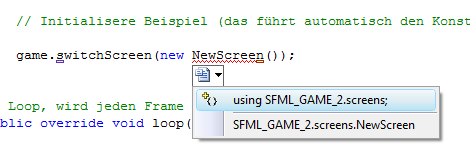 // Initialisere Beispiel (das führt automatisch den Konst
game.switchScreen(new NewScreen());
using SFML_GAME_2.screens;
Loop, wird jeden Frame
SFML_GAME_2.screens.NewScreen
blic override void loop(